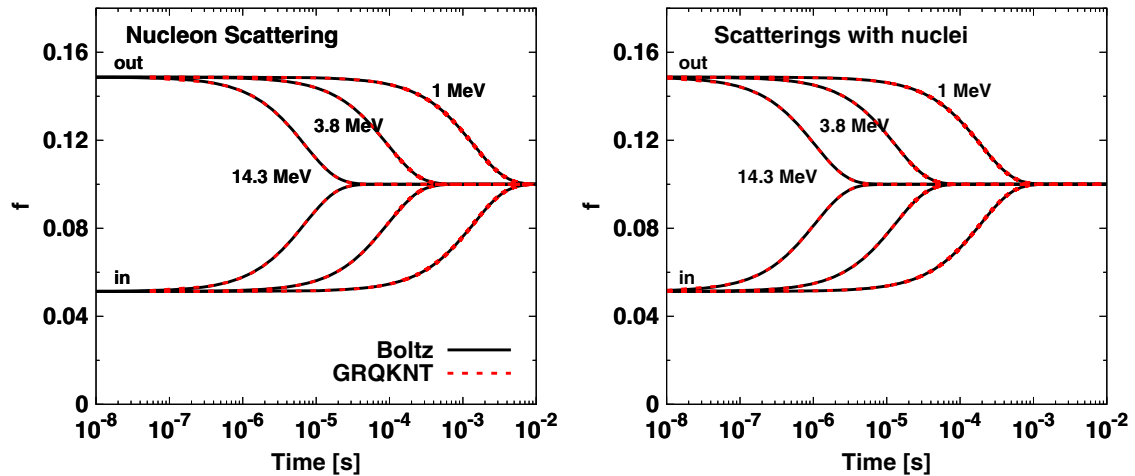 Nucleon Scattering
out
1 MeV
3.8 MeV
14.3 MeV
in
Boltz
GRQKNT
f
0.16
0.12
0.08
0.04
0
10-8 10-7 10-6 10-5 10-4 10-3 10-2
Time [s]
Scatterings with nuclei
out
1 MeV
3.8 MeV
14.3 MeV
in
f
0.16
0.12
0.08
0.04
0
10-8 10-7 10-6 10-5 10-4 10-3 10-2
Time [s]